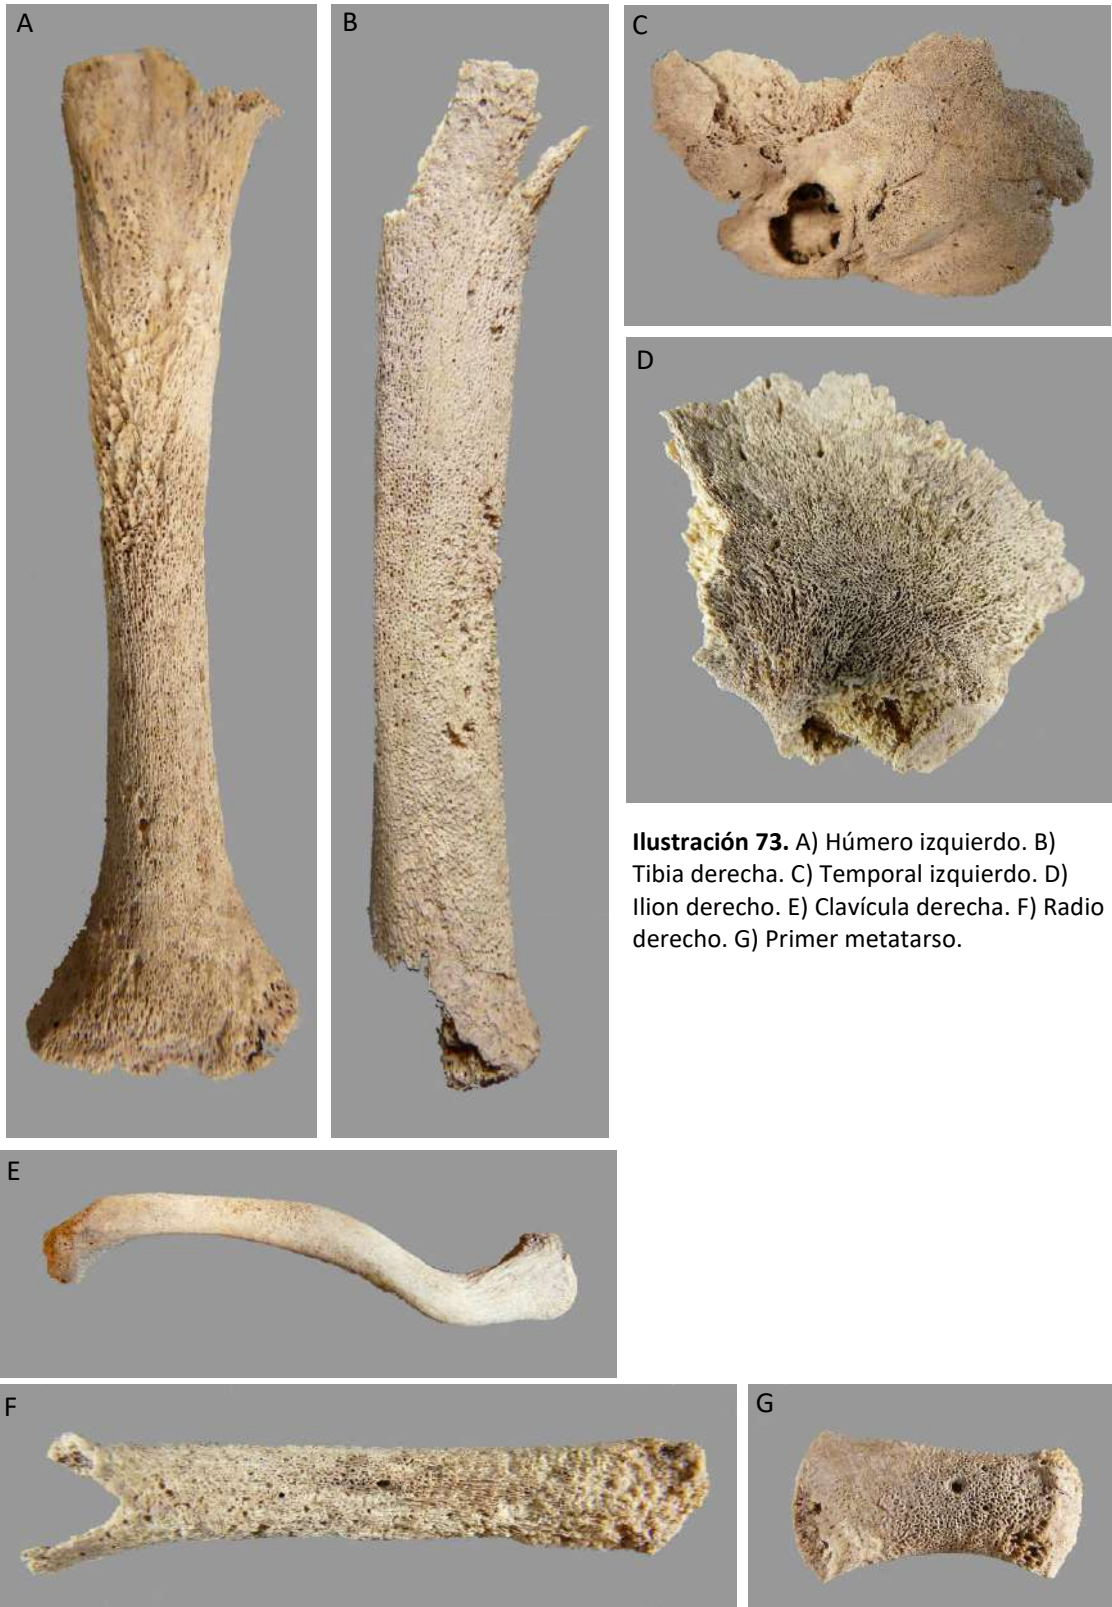 A
B
C
D
Ilustración 73. A) Húmero izquierdo. B)
Tibia derecha. C) Temporal izquierdo. D)
Ilion derecho. E) Clavícula derecha. F) Radio
derecho. G) Primer metatarso.
E
F
G